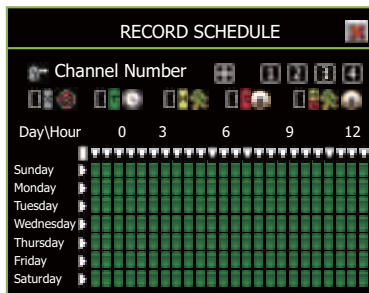 RECORD SCHEDULE
Channel Number 1 2 3 4
Day\Hour 0 3 6 9 12
Sunday
Monday
Tuesday
Wednesday
Thursday
Friday
Saturday